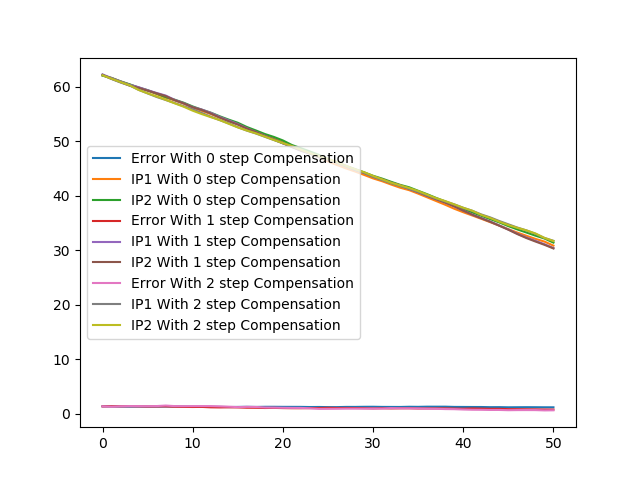 60
50
40
30
20
10
0
Error With 0 step Compensation
IP1 With 0 step Compensation
IP2 With 0 step Compensation
Error With 1 step Compensation
IP1 With 1 step Compensation
IP2 With 1 step Compensation
Error With 2 step Compensation
IP1 With 2 step Compensation
IP2 With 2 step Compensation
0 10 20 30 40 50